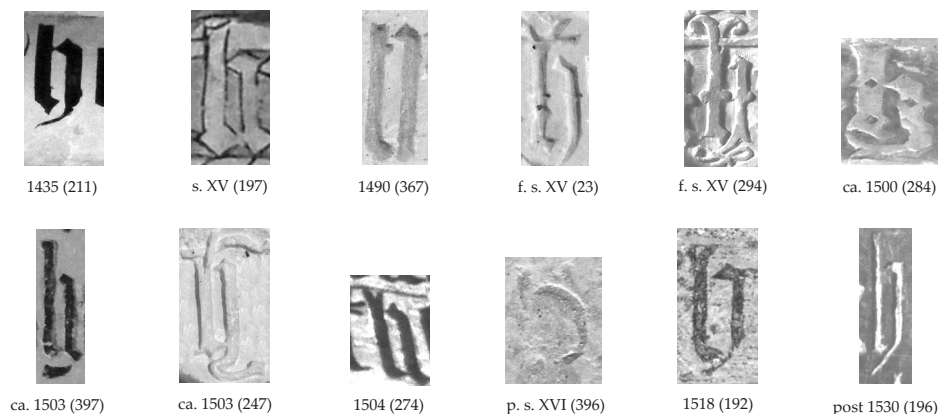 1435 (211) s. XV (197) 1490 (367) f. s. XV (23) f. s. XV (294) ca. 1500 (284)
ca. 1503 (397) ca. 1503 (247) 1504 (274) p. s. XVI (396) 1518 (192) post 1530 (196)